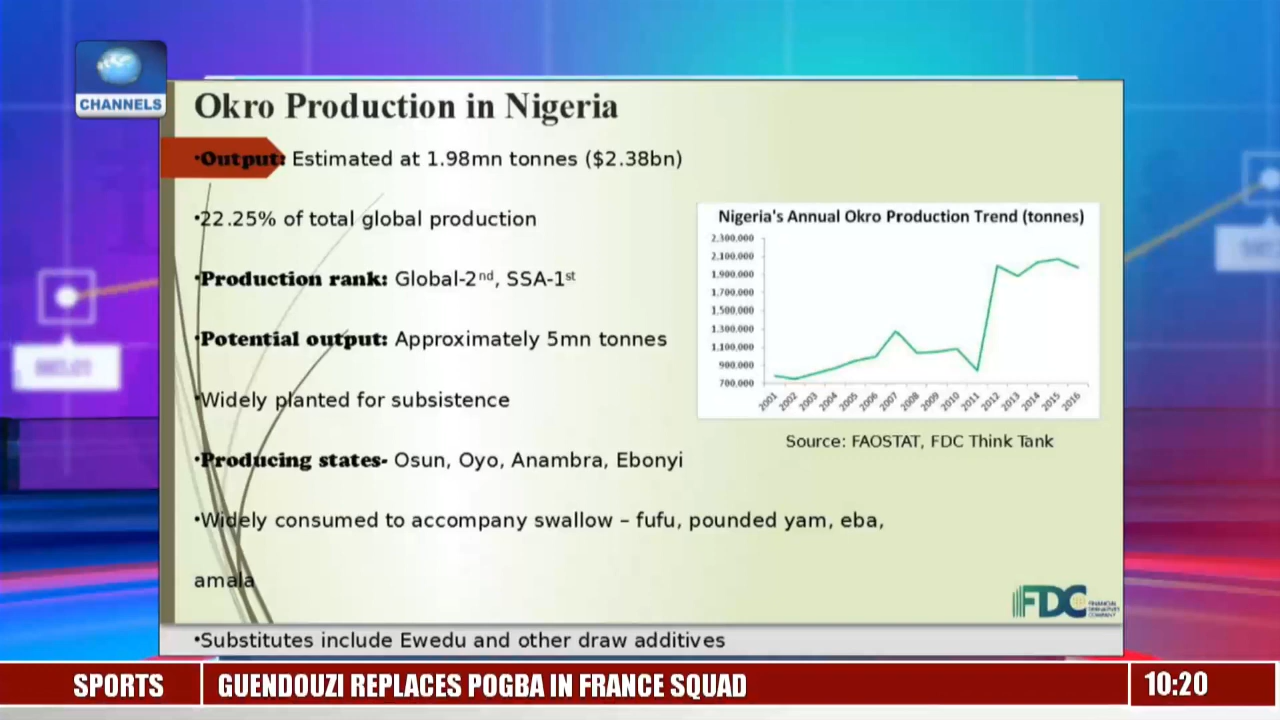 CHANNELS
Okro Production in Nigeria
•Output: Estimated at 1.98mn tonnes ($2.38bn)
•22.25% of total global production
•Production rank: Global-2nd, SSA-1st
•Potential output: Approximately 5mn tonnes
•Widely planted for subsistence
•Producing states- Osun, Oyo, Anambra, Ebonyi
•Widely consumed to accompany swallow – fufu, pounded yam, eba,
amala
•Substitutes include Ewedu and other draw additives
Nigeria's Annual Okro Production Trend (tonnes)
2,300,000
2,100,000
1,900,000
1,700,000
1,500,000
1,300,000
1,100,000
900,000
700,000
2001 2002 2003 2004 2005 2006 2007 2008 2009 2010 2011 2012 2013 2014 2015 2016
Source: FAOSTAT, FDC Think Tank
FDC
FINANCIAL
DERIVATIVES
COMPANY
SPORTS GUENDOUZI REPLACES POGBA IN FRANCE SQUAD 10:20